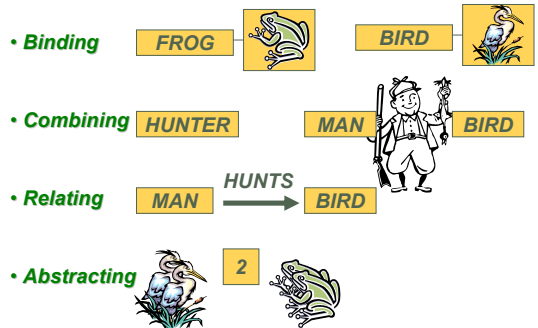 • Binding FROG BIRD
• Combining HUNTER MAN BIRD
HUNTS
• Relating MAN BIRD
• Abstracting 2